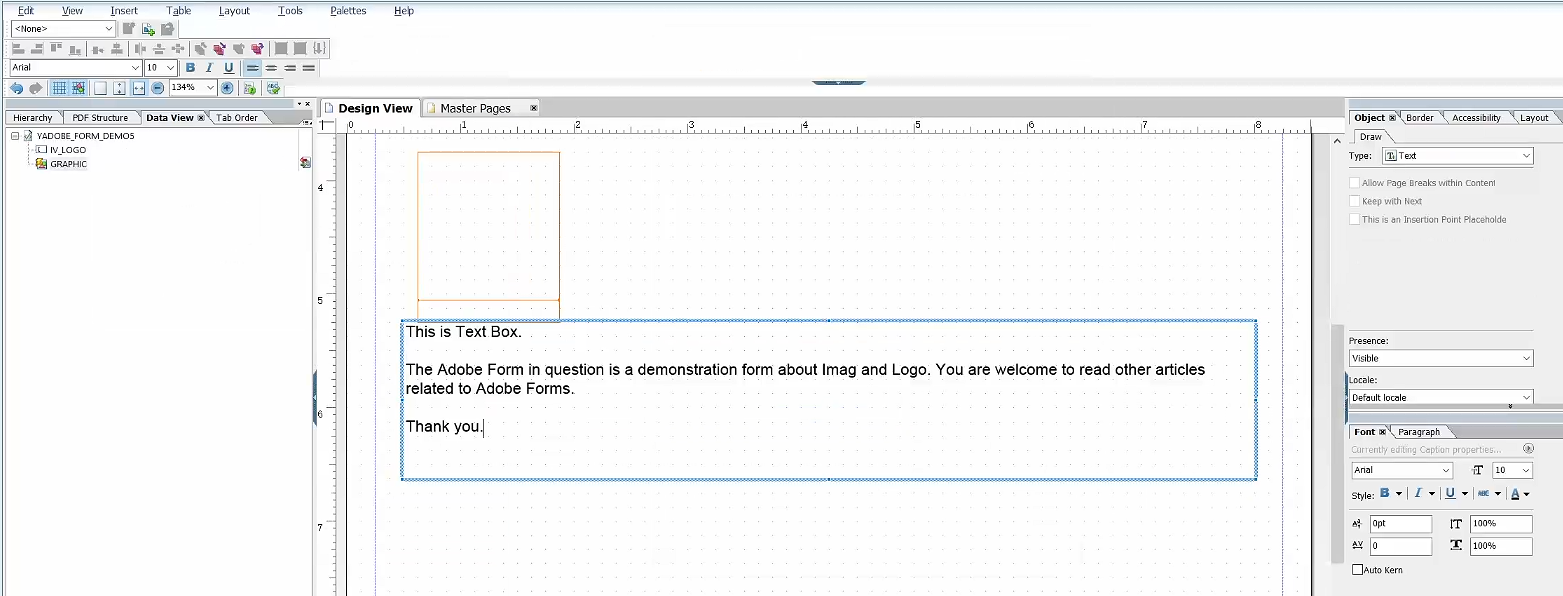 Edit View Insert Table Layout Tools Palettes Help
<None>
Arial 10 B I U
134%
Hierarchy PDF Structure Data View Tab Order
YADOBE_FORM_DEMOS
IV_LOGO
GRAPHIC
Design View Master Pages
0 1 2 3 4 5 6 7 8
4
5
6
7
This is Text Box.
The Adobe Form in question is a demonstration form about Imag and Logo. You are welcome to read other articles
related to Adobe Forms.
Thank you.
Object Border Accessibility Layout
Draw
Type: Text
Allow Page Breaks within Content
Keep with Next
This is an Insertion Point Placeholde
Presence:
Visible
Locale:
Default locale
Font Paragraph
Currently editing Caption properties...
Arial 10
Style: B I U ABC A
0pt 100%
AV 0 100%
Auto Kern